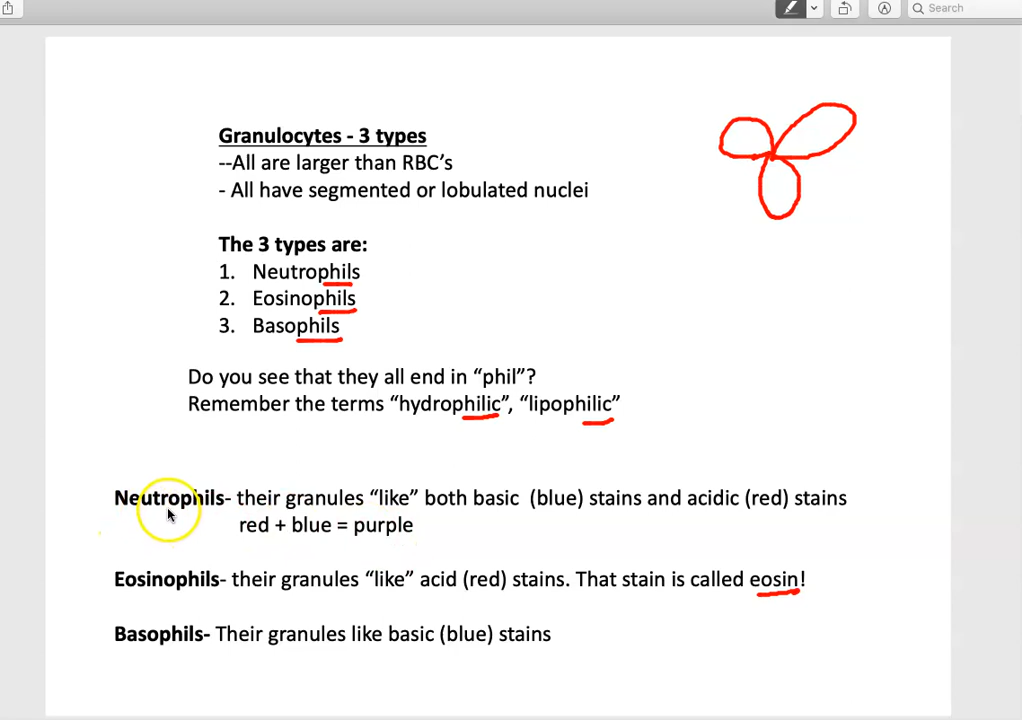 Search
Granulocytes - 3 types
--All are larger than RBC’s
- All have segmented or lobulated nuclei
The 3 types are:
1. Neutrophils
2. Eosinophils
3. Basophils
Do you see that they all end in “phil”?
Remember the terms “hydrophilic”, “lipophilic”
Neutrophils- their granules “like” both basic (blue) stains and acidic (red) stains
red + blue = purple
Eosinophils- their granules “like” acid (red) stains. That stain is called eosin!
Basophils- Their granules like basic (blue) stains